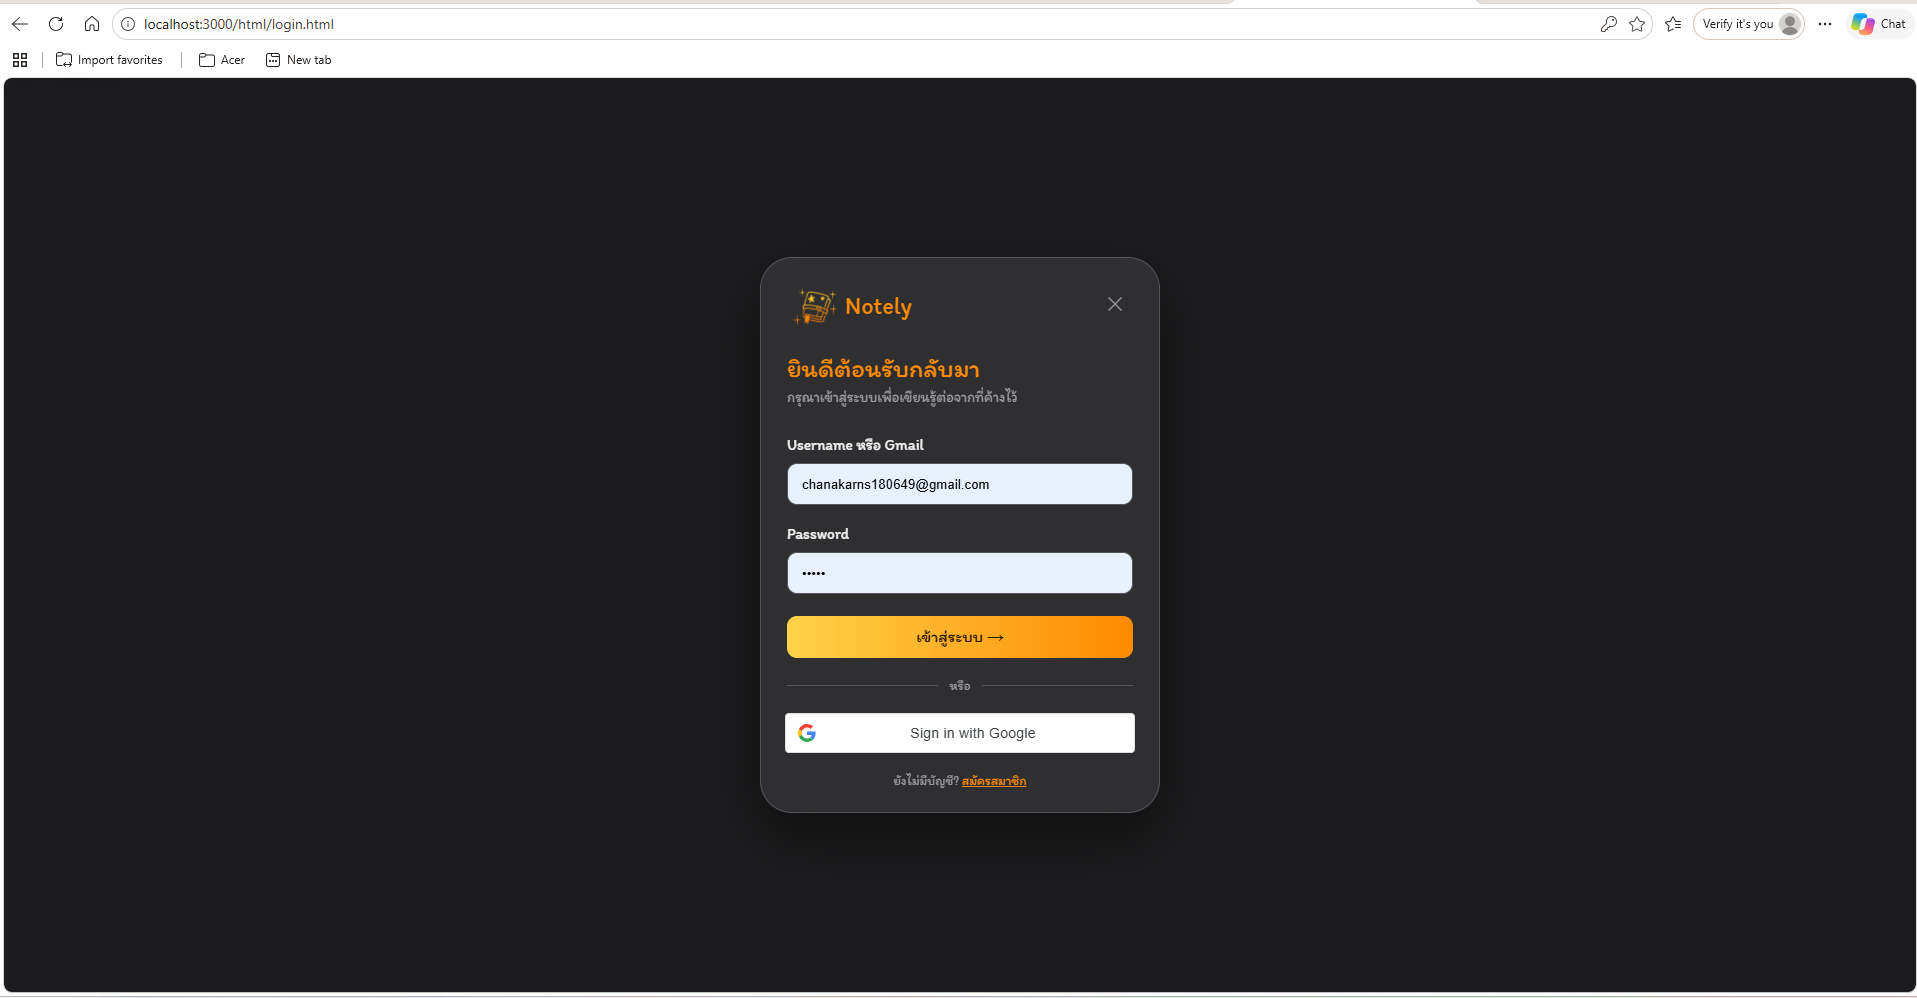 localhost:3000/html/login.html
Verify it's you
Chat
Import favorites
Acer
New tab
Notely
ยินดีต้อนรับกลับมา
กรุณาเข้าสู่ระบบเพื่อเขียนรู้ต่อจากที่ค้างไว้
Username หรือ Gmail
chanakarns180649@gmail.com
Password
•••••
เข้าสู่ระบบ →
หรือ
Sign in with Google
ยังไม่มีบัญชี? สมัครสมาชิก